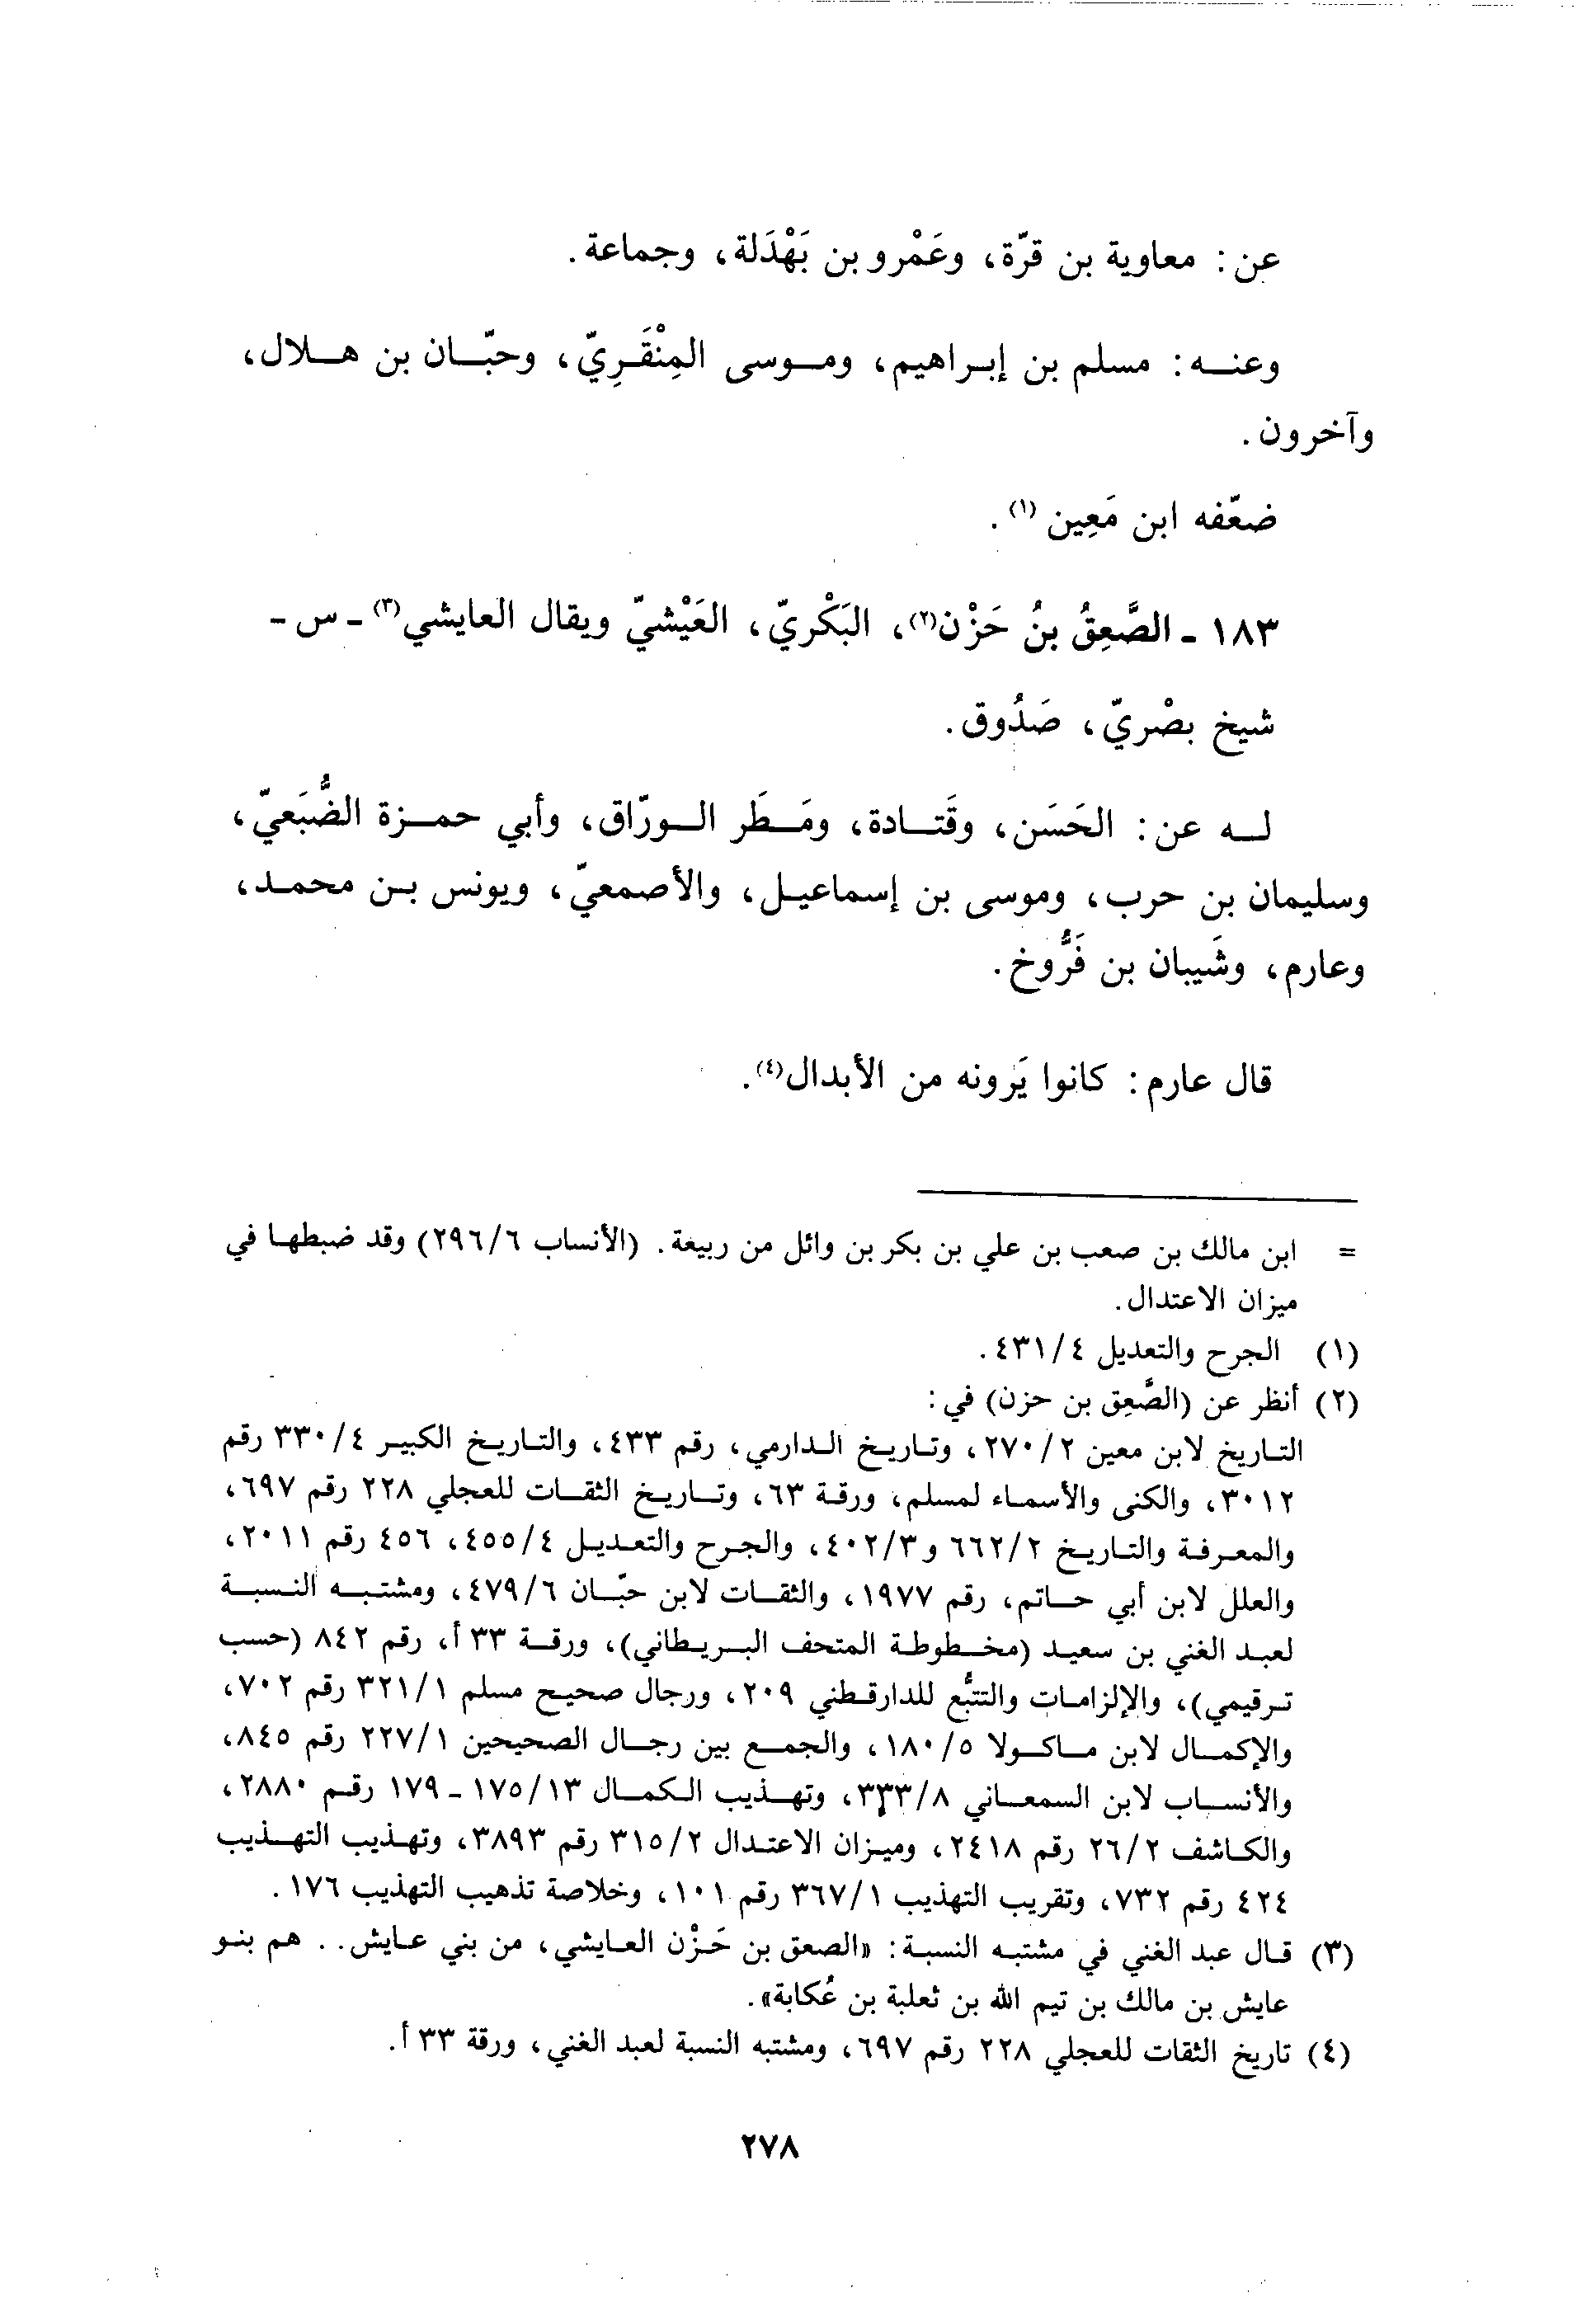 عن: معاوية بن قرّة، وعَمْرو بن بَهْدَلة، وجماعة.
وعنـه: مسلم بن إبراهيم، وموسى المِنْقَرِيّ، وحبّان بن هلال،
وآخرون.
ضعّفه ابن مَعِين (١).
١٨٣ - الصَّعِقُ بنُ حَزْن(٢)، البَكْريّ، العَيْشيّ ويقال العايشي(٣) - س -
شيخ بصْريّ، صَدُوق.
له عن: الحَسَن، وقَتادة، ومَطَر الورّاق، وأبي حمزة الضُّبَعيّ،
وسليمان بن حرب، وموسى بن إسماعيل، والأصمعيّ، ويونس بن محمد،
وعارم، وشَيبان بن فَرُّوخ.
قال عارم: كانوا يَرونه من الأبدال(٤).
= ابن مالك بن صعب بن علي بن بكر بن وائل من ربيعة. (الأنساب ٢٩٦/٦) وقد ضبطها في
ميزان الاعتدال.
(١) الجرح والتعديل ٤٣١/٤.
(٢) أنظر عن (الصَّعِق بن حزن) في:
التاريخ لابن معين ٢٧٠/٢، وتاريخ الدارمي، رقم ٤٣٣، والتاريخ الكبير ٣٣٠/٤ رقم
٣٠١٢، والكنى والأسماء لمسلم، ورقة ٦٣، وتاريخ الثقات للعجلي ٢٢٨ رقم ٦٩٧،
والمعرفة والتاريخ ٦٦٢/٢ و٤٠٢/٣، والجرح والتعديل ٤٥٥/٤، ٤٥٦ رقم ٢٠١١،
والعلل لابن أبي حاتم، رقم ١٩٧٧، والثقات لابن حبّان ٤٧٩/٦، ومشتبه النسبة
لعبد الغني بن سعيد (مخطوطة المتحف البريطاني)، ورقة ٣٣ أ، رقم ٨٤٢ (حسب
ترقيمي)، والإلزامات والتتبُّع للدارقطني ٢٠٩، ورجال صحيح مسلم ٣٢١/١ رقم ٧٠٢،
والإكمال لابن ماكولا ١٨٠/٥، والجمع بين رجال الصحيحين ٢٢٧/١ رقم ٨٤٥،
والأنساب لابن السمعاني ٣٣٣/٨، وتهذيب الكمال ١٧٥/١٣ - ١٧٩ رقم ٢٨٨٠،
والكاشف ٢٦/٢ رقم ٢٤١٨، وميزان الاعتدال ٣١٥/٢ رقم ٣٨٩٣، وتهذيب التهذيب
٤٢٤ رقم ٧٣٢، وتقريب التهذيب ٣٦٧/١ رقم ١٠١، وخلاصة تذهيب التهذيب ١٧٦.
(٣) قال عبد الغني في مشتبه النسبة: «الصعق بن حَزْن العايشي، من بني عايش.. هم بنو
عايش بن مالك بن تيم الله بن ثعلبة بن عُكابة».
(٤) تاريخ الثقات للعجلي ٢٢٨ رقم ٦٩٧، ومشتبه النسبة لعبد الغني، ورقة ٣٣ أ.
٢٧٨